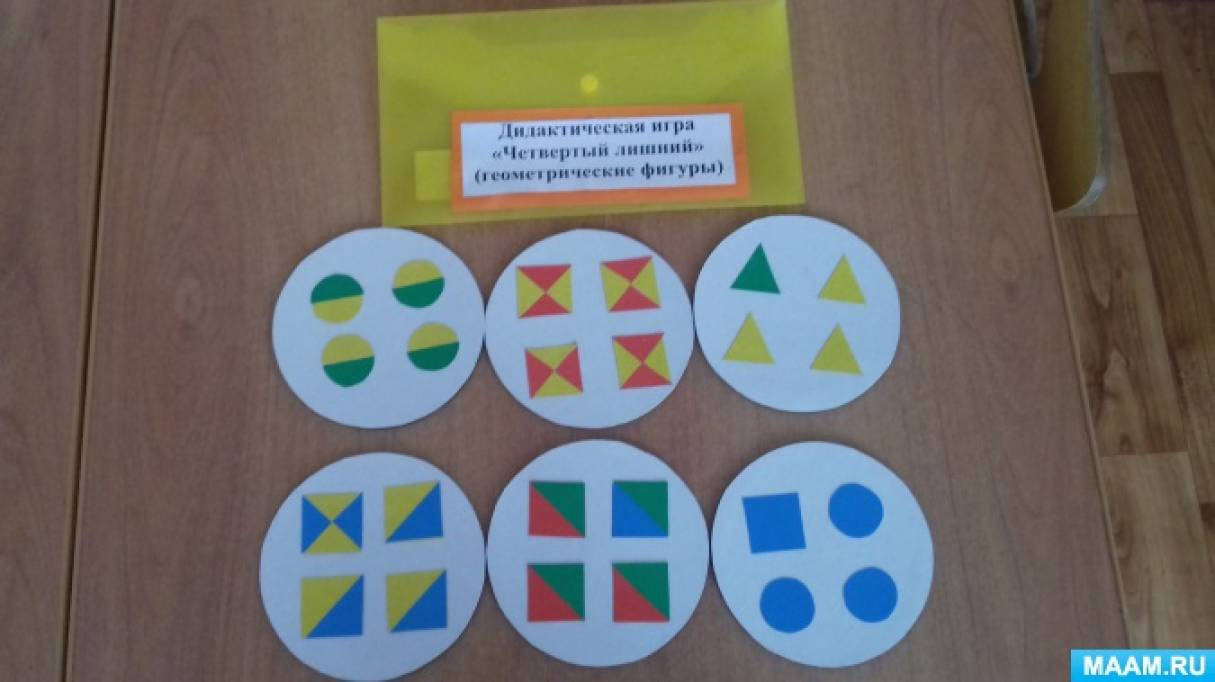 Дидактическая игра
«Четвертый лишний»
(геометрические фигуры)
MAAM.RU